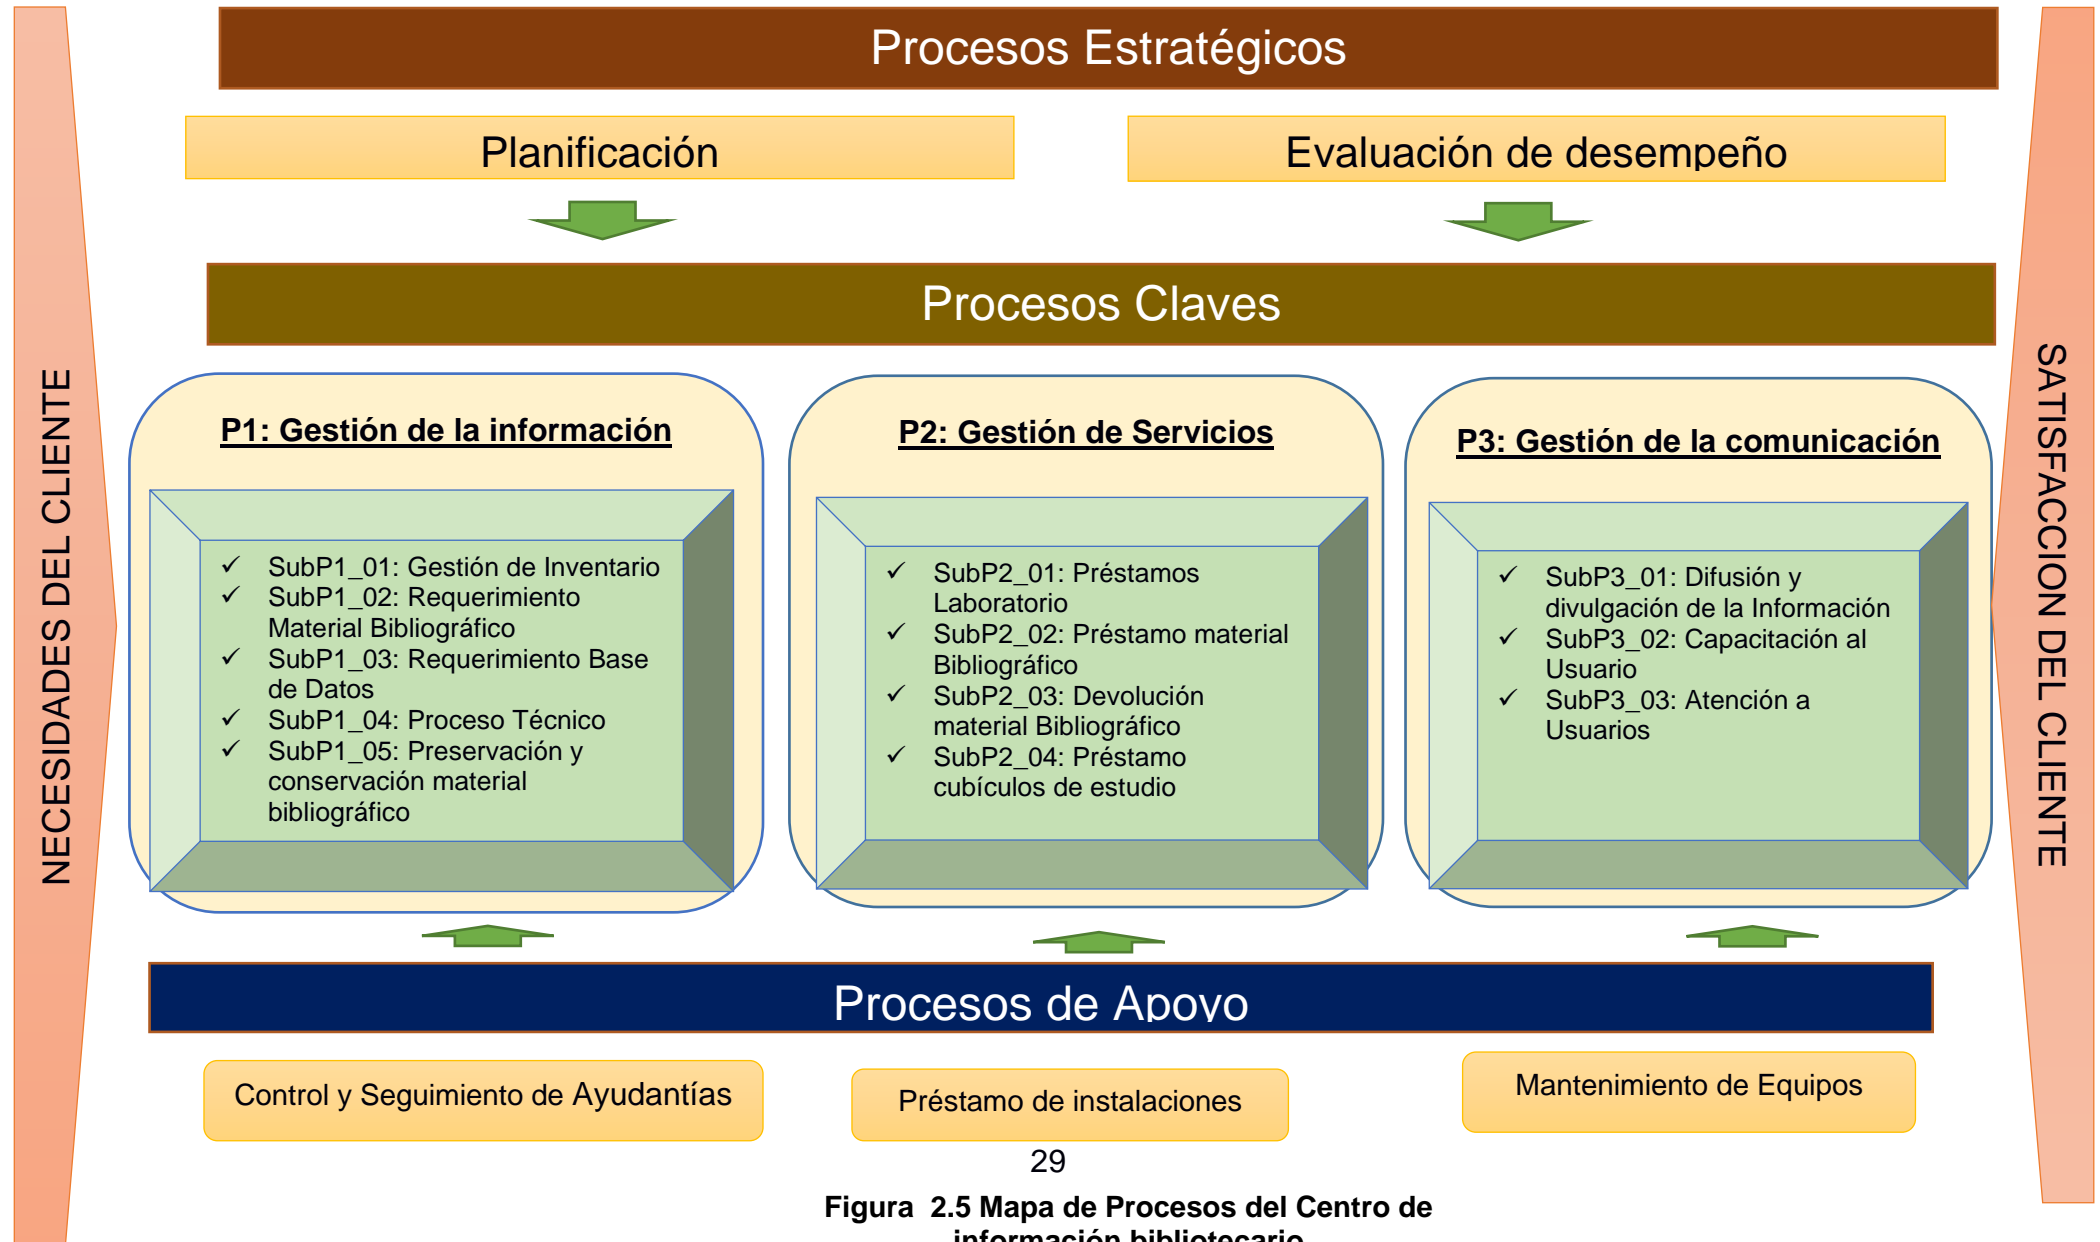 Procesos Estratégicos
Planificación
Evaluación de desempeño
Procesos Claves
NECESIDADES DEL CLIENTE
P1: Gestión de la información
✓ SubP1_01: Gestión de Inventario
✓ SubP1_02: Requerimiento
Material Bibliográfico
✓ SubP1_03: Requerimiento Base
de Datos
✓ SubP1_04: Proceso Técnico
✓ SubP1_05: Preservación y
conservación material
bibliográfico
P2: Gestión de Servicios
✓ SubP2_01: Préstamos
Laboratorio
✓ SubP2_02: Préstamo material
Bibliográfico
✓ SubP2_03: Devolución
material Bibliográfico
✓ SubP2_04: Préstamo
cubículos de estudio
P3: Gestión de la comunicación
✓ SubP3_01: Difusión y
divulgación de la Información
✓ SubP3_02: Capacitación al
Usuario
✓ SubP3_03: Atención a
Usuarios
SATISFACCION DEL CLIENTE
Procesos de Apoyo
Control y Seguimiento de Ayudantías
Préstamo de instalaciones
Mantenimiento de Equipos
29
Figura 2.5 Mapa de Procesos del Centro de
información bibliotecario